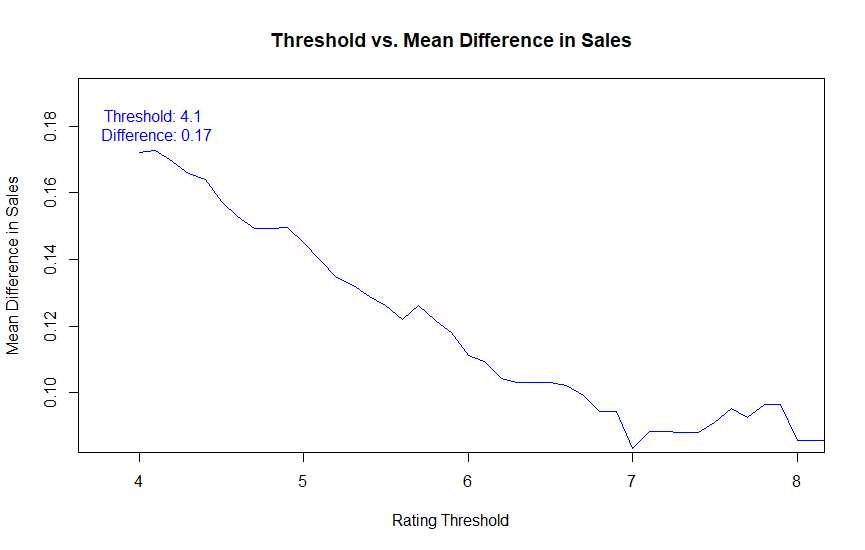 Threshold vs. Mean Difference in Sales
Threshold: 4.1
Difference: 0.17
Mean Difference in Sales
0.18
0.16
0.14
0.12
0.10
4
5
6
7
8
Rating Threshold